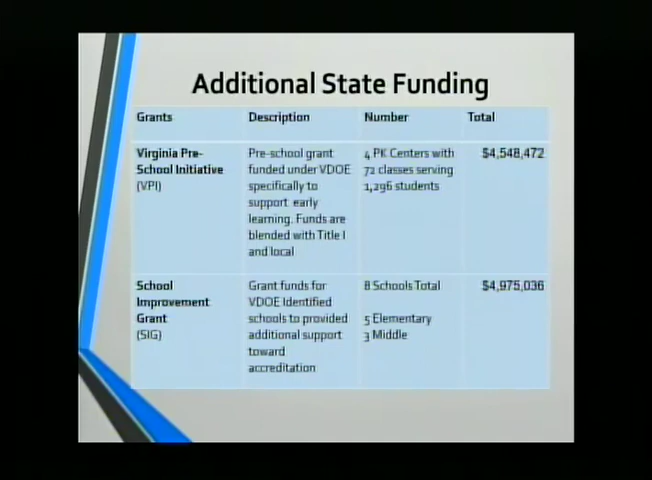 Additional State Funding
Grants Description Number Total
Virginia Pre-
School Initiative
(VPI)
Pre-school grant
funded under VDOE
specifically to
support early
learning. Funds are
blended with Title I
and local
4 PK Centers with
72 classes serving
1,296 students
$4,548,472
School
Improvement
Grant
(SIG)
Grant funds for
VDOE Identified
schools to provided
additional support
toward
accreditation
8 Schools Total
5 Elementary
3 Middle
$4,975,036